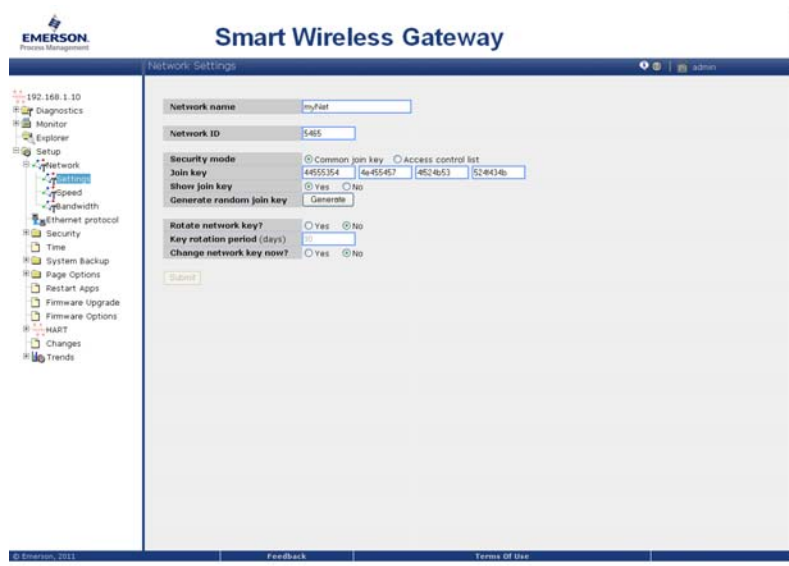 EMERSON.
Process Management
Smart Wireless Gateway
Network Settings
admin
192.168.1.10
Diagnostics
Monitor
Explorer
Setup
Network
Settings
Speed
Bandwidth
Ethernet protocol
Security
Time
System Backup
Page Options
Restart Apps
Firmware Upgrade
Firmware Options
HART
Changes
Trends
Network name myNet
Network ID 5465
Security mode Common join key Access control list
Join key 44555354 4e455457 4f524b53 524f434b
Show join key Yes No
Generate random join key Generate
Rotate network key? Yes No
Key rotation period (days) 30
Change network key now? Yes No
Submit
© Emerson, 2011 Feedback Terms Of Use